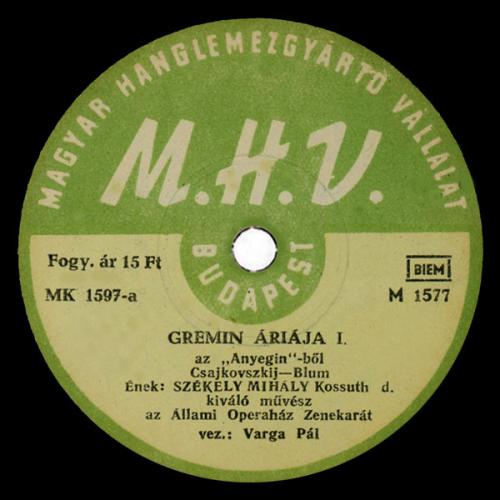 MAGYAR HANGLEMEZGYÁRTÓ VÁLLALAT
M.H.V.
BUDAPEST
Fogy. ár 15 Ft
BIEM
MK 1597-a
M 1577
GREMIN ÁRIÁJA I.
az „Anyegin“-ből
Csajkovszkij—Blum
Ének: SZÉKELY MIHÁLY Kossuth d.
kiváló művész
az Állami Operaház Zenekarát
vez.: Varga Pál